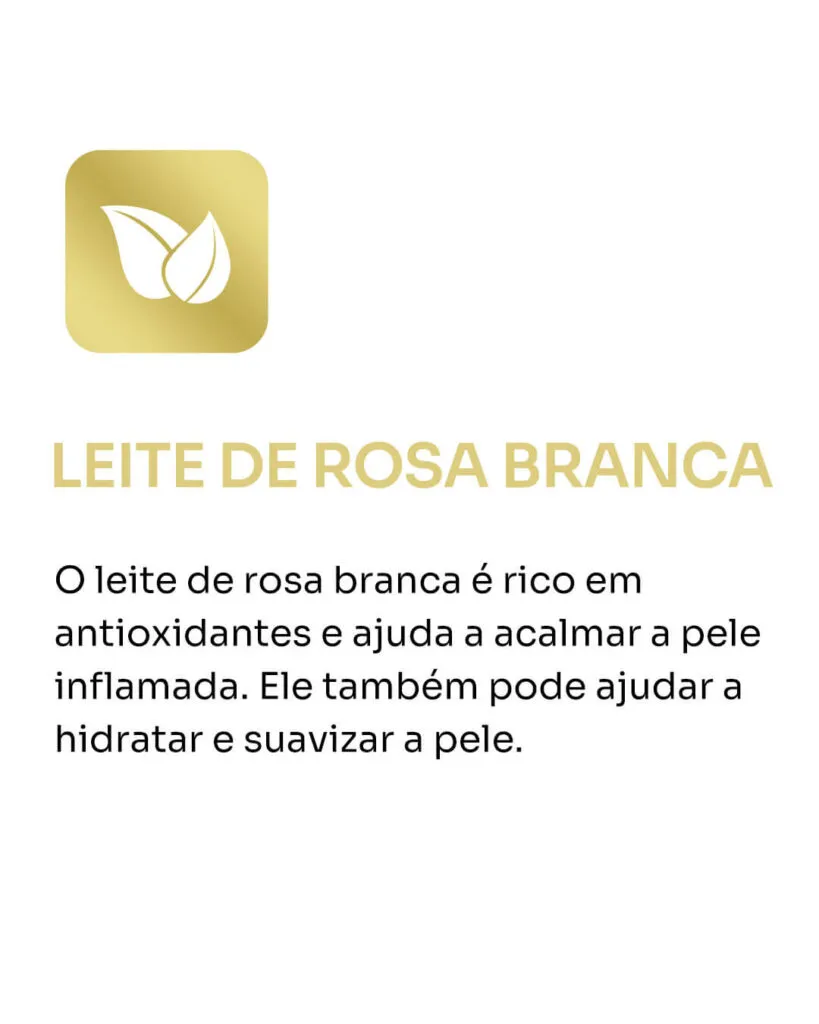 LEITE DE ROSA BRANCA
O leite de rosa branca é rico em
antioxidantes e ajuda a acalmar a pele
inflamada. Ele também pode ajudar a
hidratar e suavizar a pele.